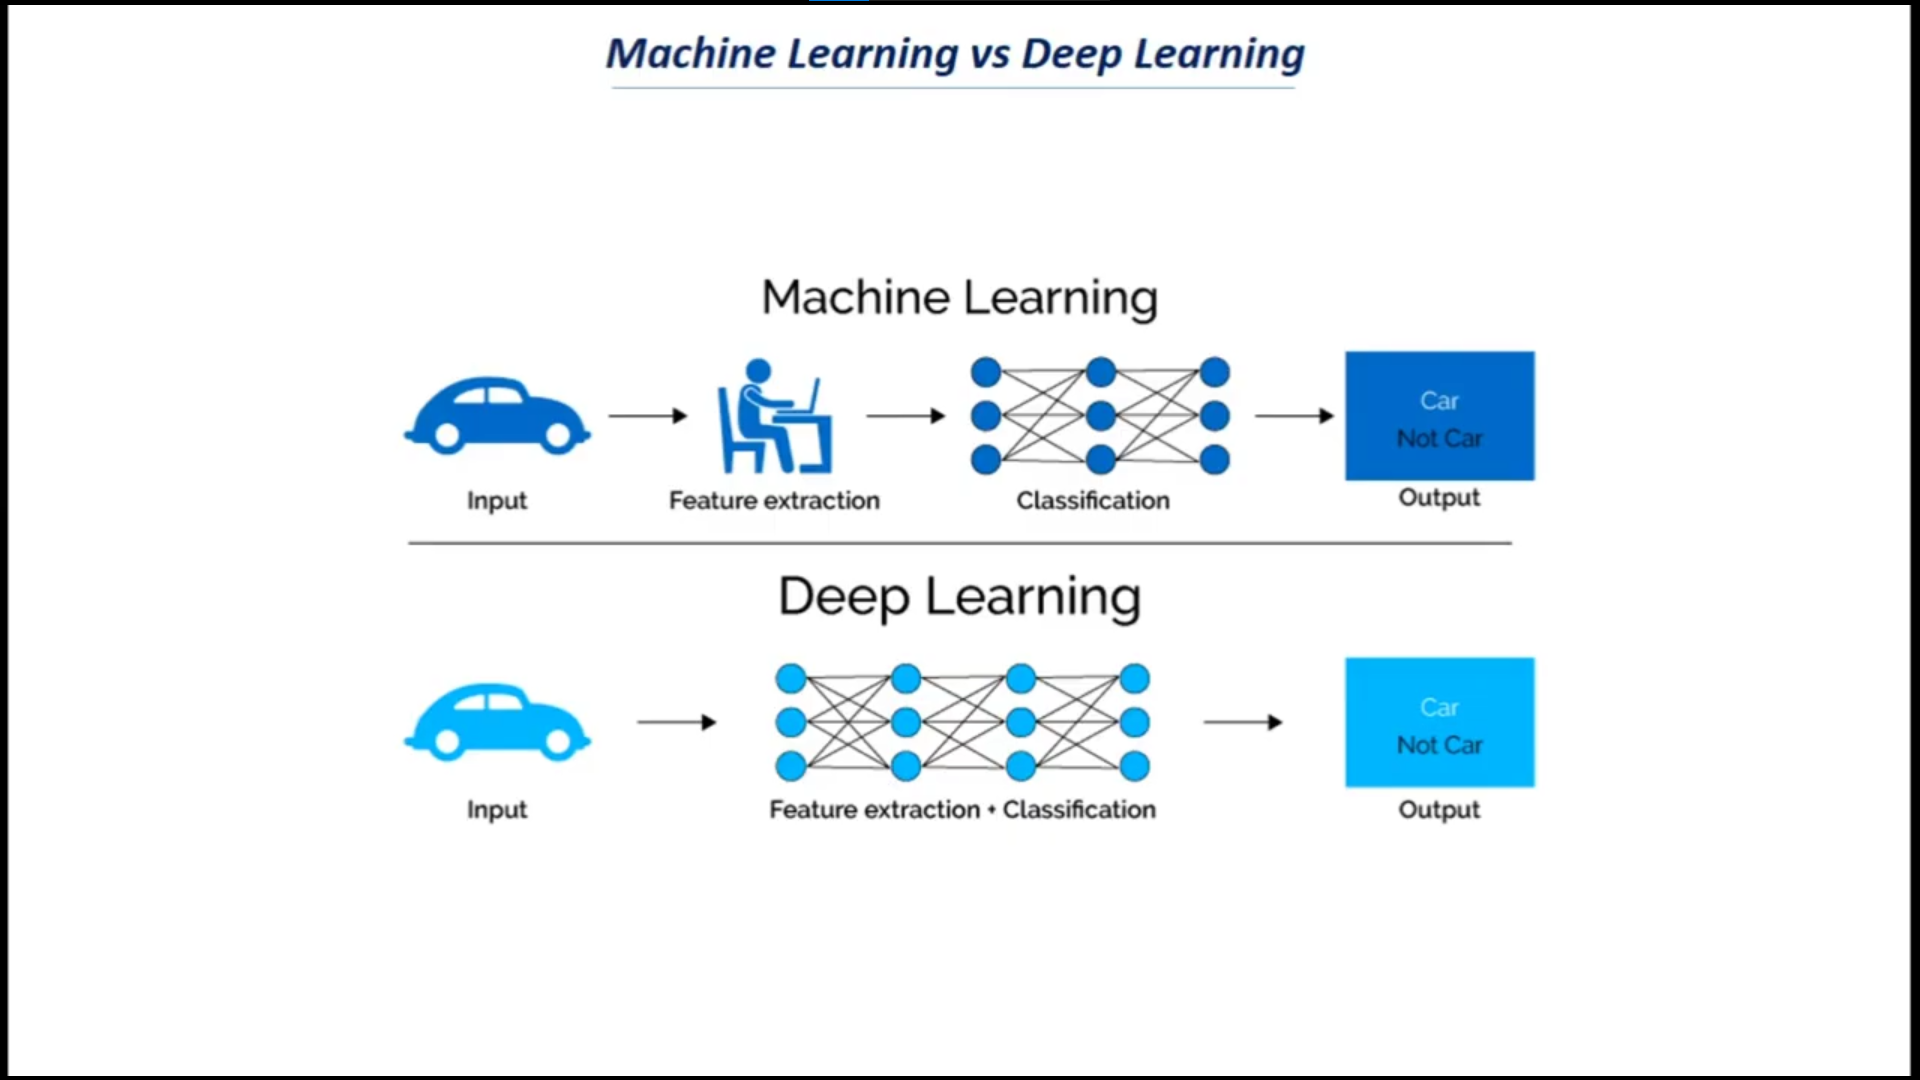 Machine Learning vs Deep Learning
Machine Learning
Car
Not Car
Input
Feature extraction
Classification
Output
Deep Learning
Car
Not Car
Input
Feature extraction + Classification
Output